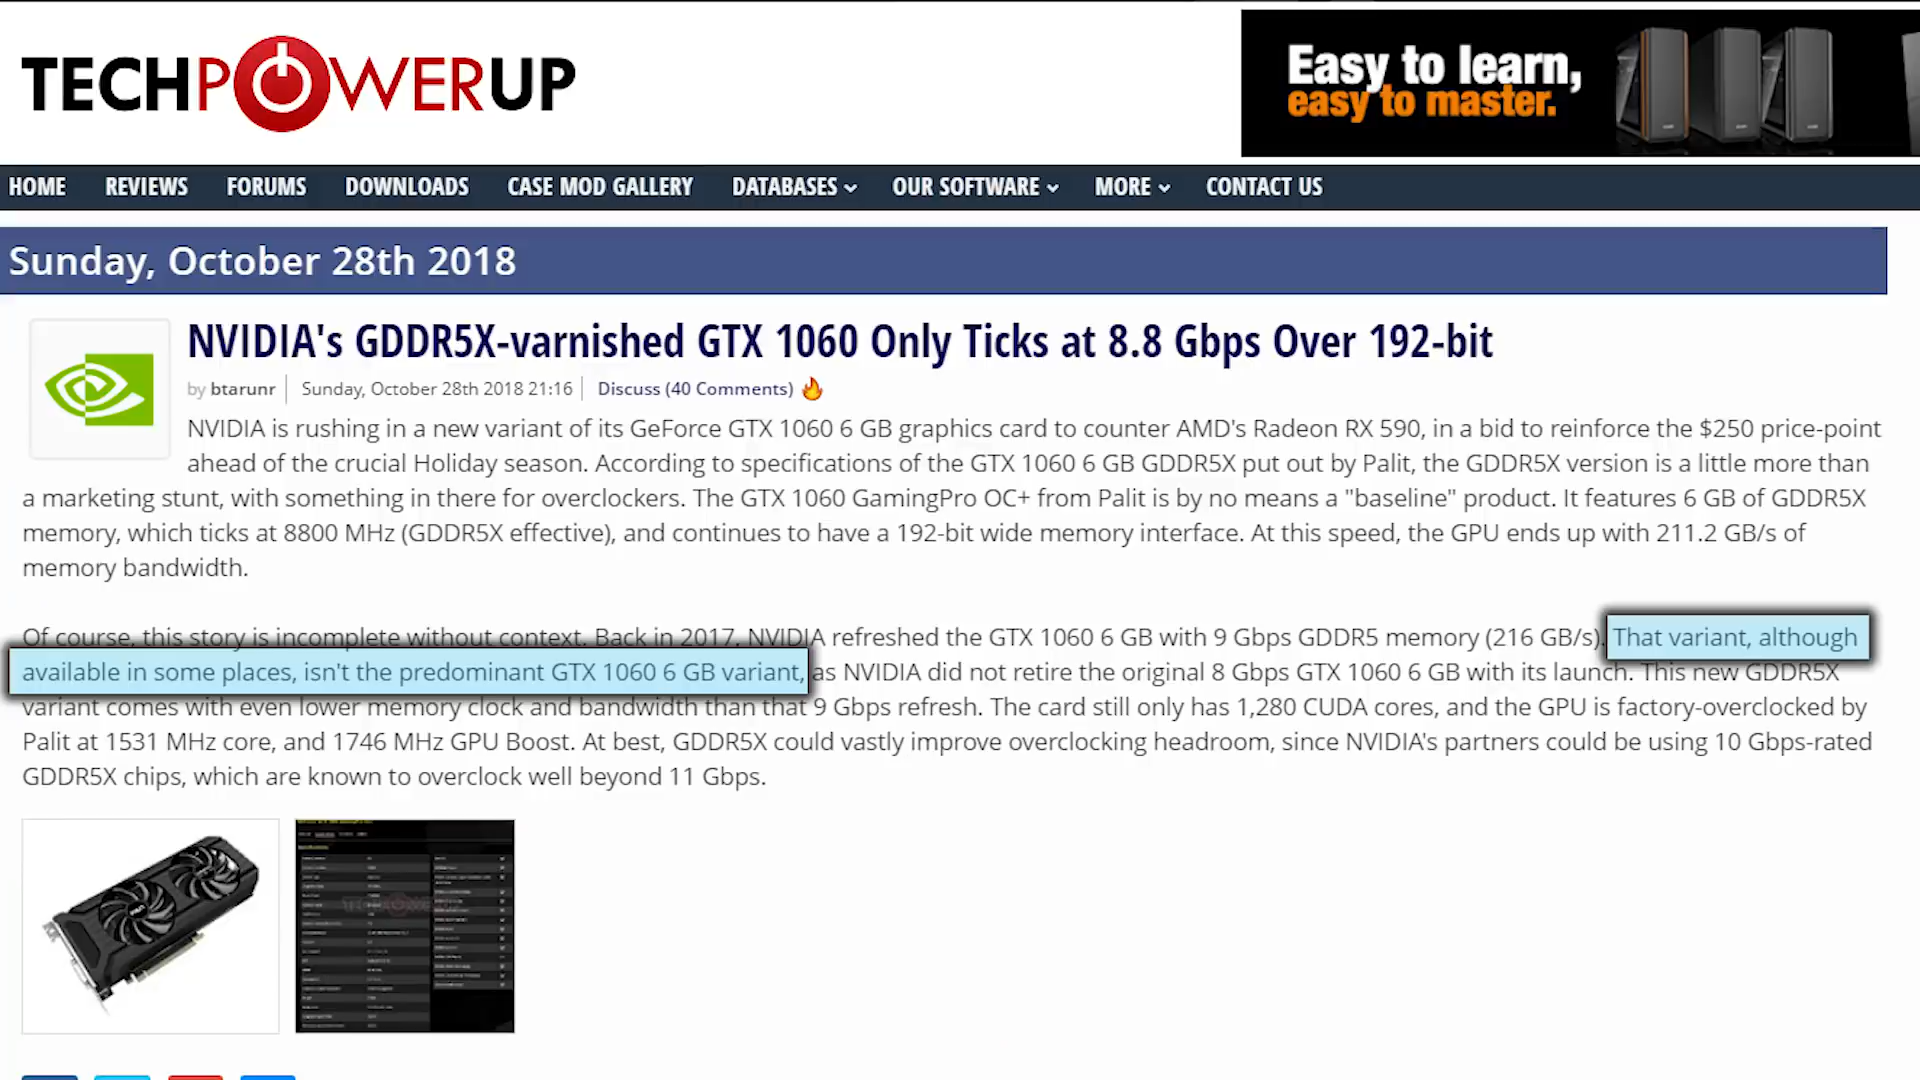 TECHPOWERUP
Easy to learn,
easy to master.
HOME REVIEWS FORUMS DOWNLOADS CASE MOD GALLERY DATABASES OUR SOFTWARE MORE CONTACT US
Sunday, October 28th 2018
NVIDIA's GDDR5X-varnished GTX 1060 Only Ticks at 8.8 Gbps Over 192-bit
by btarunr Sunday, October 28th 2018 21:16 Discuss (40 Comments)
NVIDIA is rushing in a new variant of its GeForce GTX 1060 6 GB graphics card to counter AMD's Radeon RX 590, in a bid to reinforce the $250 price-point
ahead of the crucial Holiday season. According to specifications of the GTX 1060 6 GB GDDR5X put out by Palit, the GDDR5X version is a little more than
a marketing stunt, with something in there for overclockers. The GTX 1060 GamingPro OC+ from Palit is by no means a "baseline" product. It features 6 GB of GDDR5X
memory, which ticks at 8800 MHz (GDDR5X effective), and continues to have a 192-bit wide memory interface. At this speed, the GPU ends up with 211.2 GB/s of
memory bandwidth.
Of course, this story is incomplete without context. Back in 2017, NVIDIA refreshed the GTX 1060 6 GB with 9 Gbps GDDR5 memory (216 GB/s). That variant, although
available in some places, isn't the predominant GTX 1060 6 GB variant, as NVIDIA did not retire the original 8 Gbps GTX 1060 6 GB with its launch. This new GDDR5X
variant comes with even lower memory clock and bandwidth than that 9 Gbps refresh. The card still only has 1,280 CUDA cores, and the GPU is factory-overclocked by
Palit at 1531 MHz core, and 1746 MHz GPU Boost. At best, GDDR5X could vastly improve overclocking headroom, since NVIDIA's partners could be using 10 Gbps-rated
GDDR5X chips, which are known to overclock well beyond 11 Gbps.